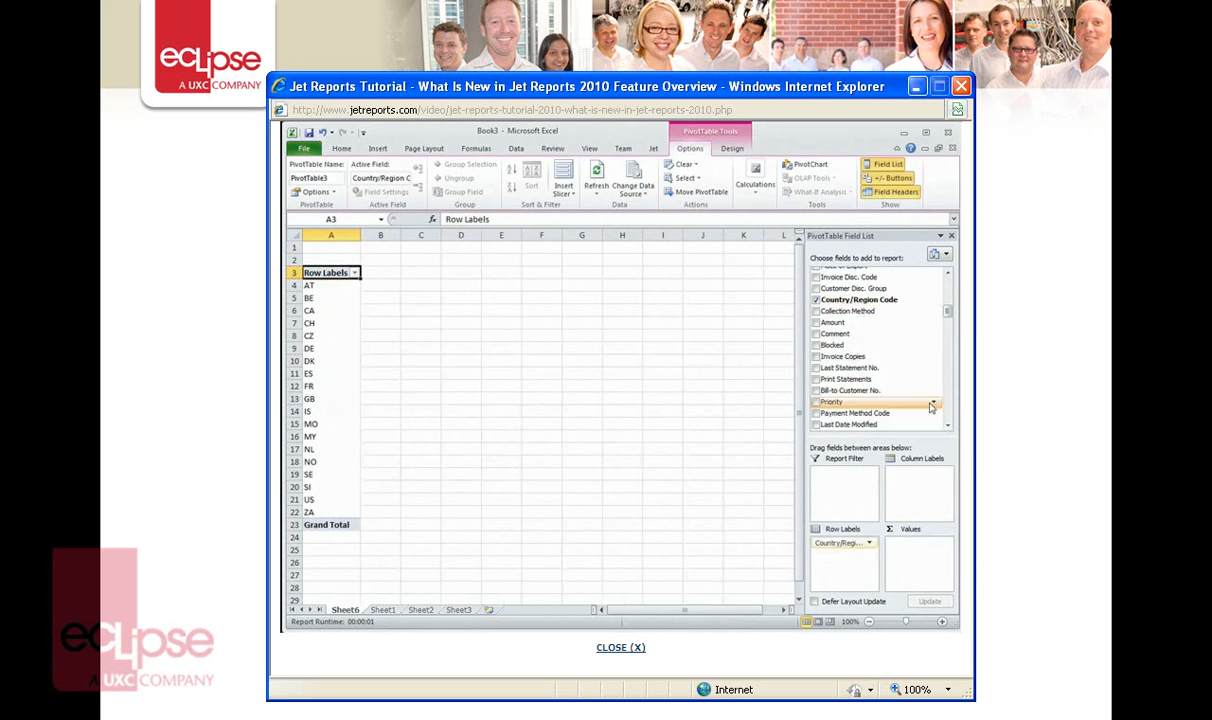 eclipse
A UXC COMPANY
Jet Reports Tutorial - What Is New in Jet Reports 2010 Feature Overview - Windows Internet Explorer
http://www.jetreports.com/video/jet-reports-tutorial-2010-what-is-new-in-jet-reports-2010.php
Book3 - Microsoft Excel
PivotTable Tools
File Home Insert Page Layout Formulas Data Review View Team Jet Options Design
PivotTable Name:
PivotTable3
Options
PivotTable
Active Field:
Country/Region C
Field Settings
Active Field
Group Selection
Ungroup
Group Field
Group
Sort
Insert Slicer
Sort & Filter
Refresh
Change Data Source
Data
Clear
Select
Move PivotTable
Actions
Calculations
PivotChart
OLAP Tools
What-If Analysis
Tools
Field List
+/- Buttons
Field Headers
Show
A3 fx Row Labels
A B C D E F G H I J K L
1
2
3 Row Labels
4 AT
5 BE
6 CA
7 CH
8 CZ
9 DE
10 DK
11 ES
12 FR
13 GB
14 IS
15 MO
16 MY
17 NL
18 NO
19 SE
20 SI
21 US
22 ZA
23 Grand Total
24
25
26
27
28
29
PivotTable Field List
Choose fields to add to report:
Invoice Disc. Code
Customer Disc. Group
Country/Region Code
Collection Method
Amount
Comment
Blocked
Invoice Copies
Last Statement No.
Print Statements
Bill-to Customer No.
Priority
Payment Method Code
Last Date Modified
Drag fields between areas below:
Report Filter Column Labels
Row Labels Σ Values
Country/Regi...
Defer Layout Update Update
Sheet6 Sheet1 Sheet2 Sheet3
Report Runtime: 00:00:01 100%
CLOSE (X)
Internet 100%
eclipse
A UXC COMPANY